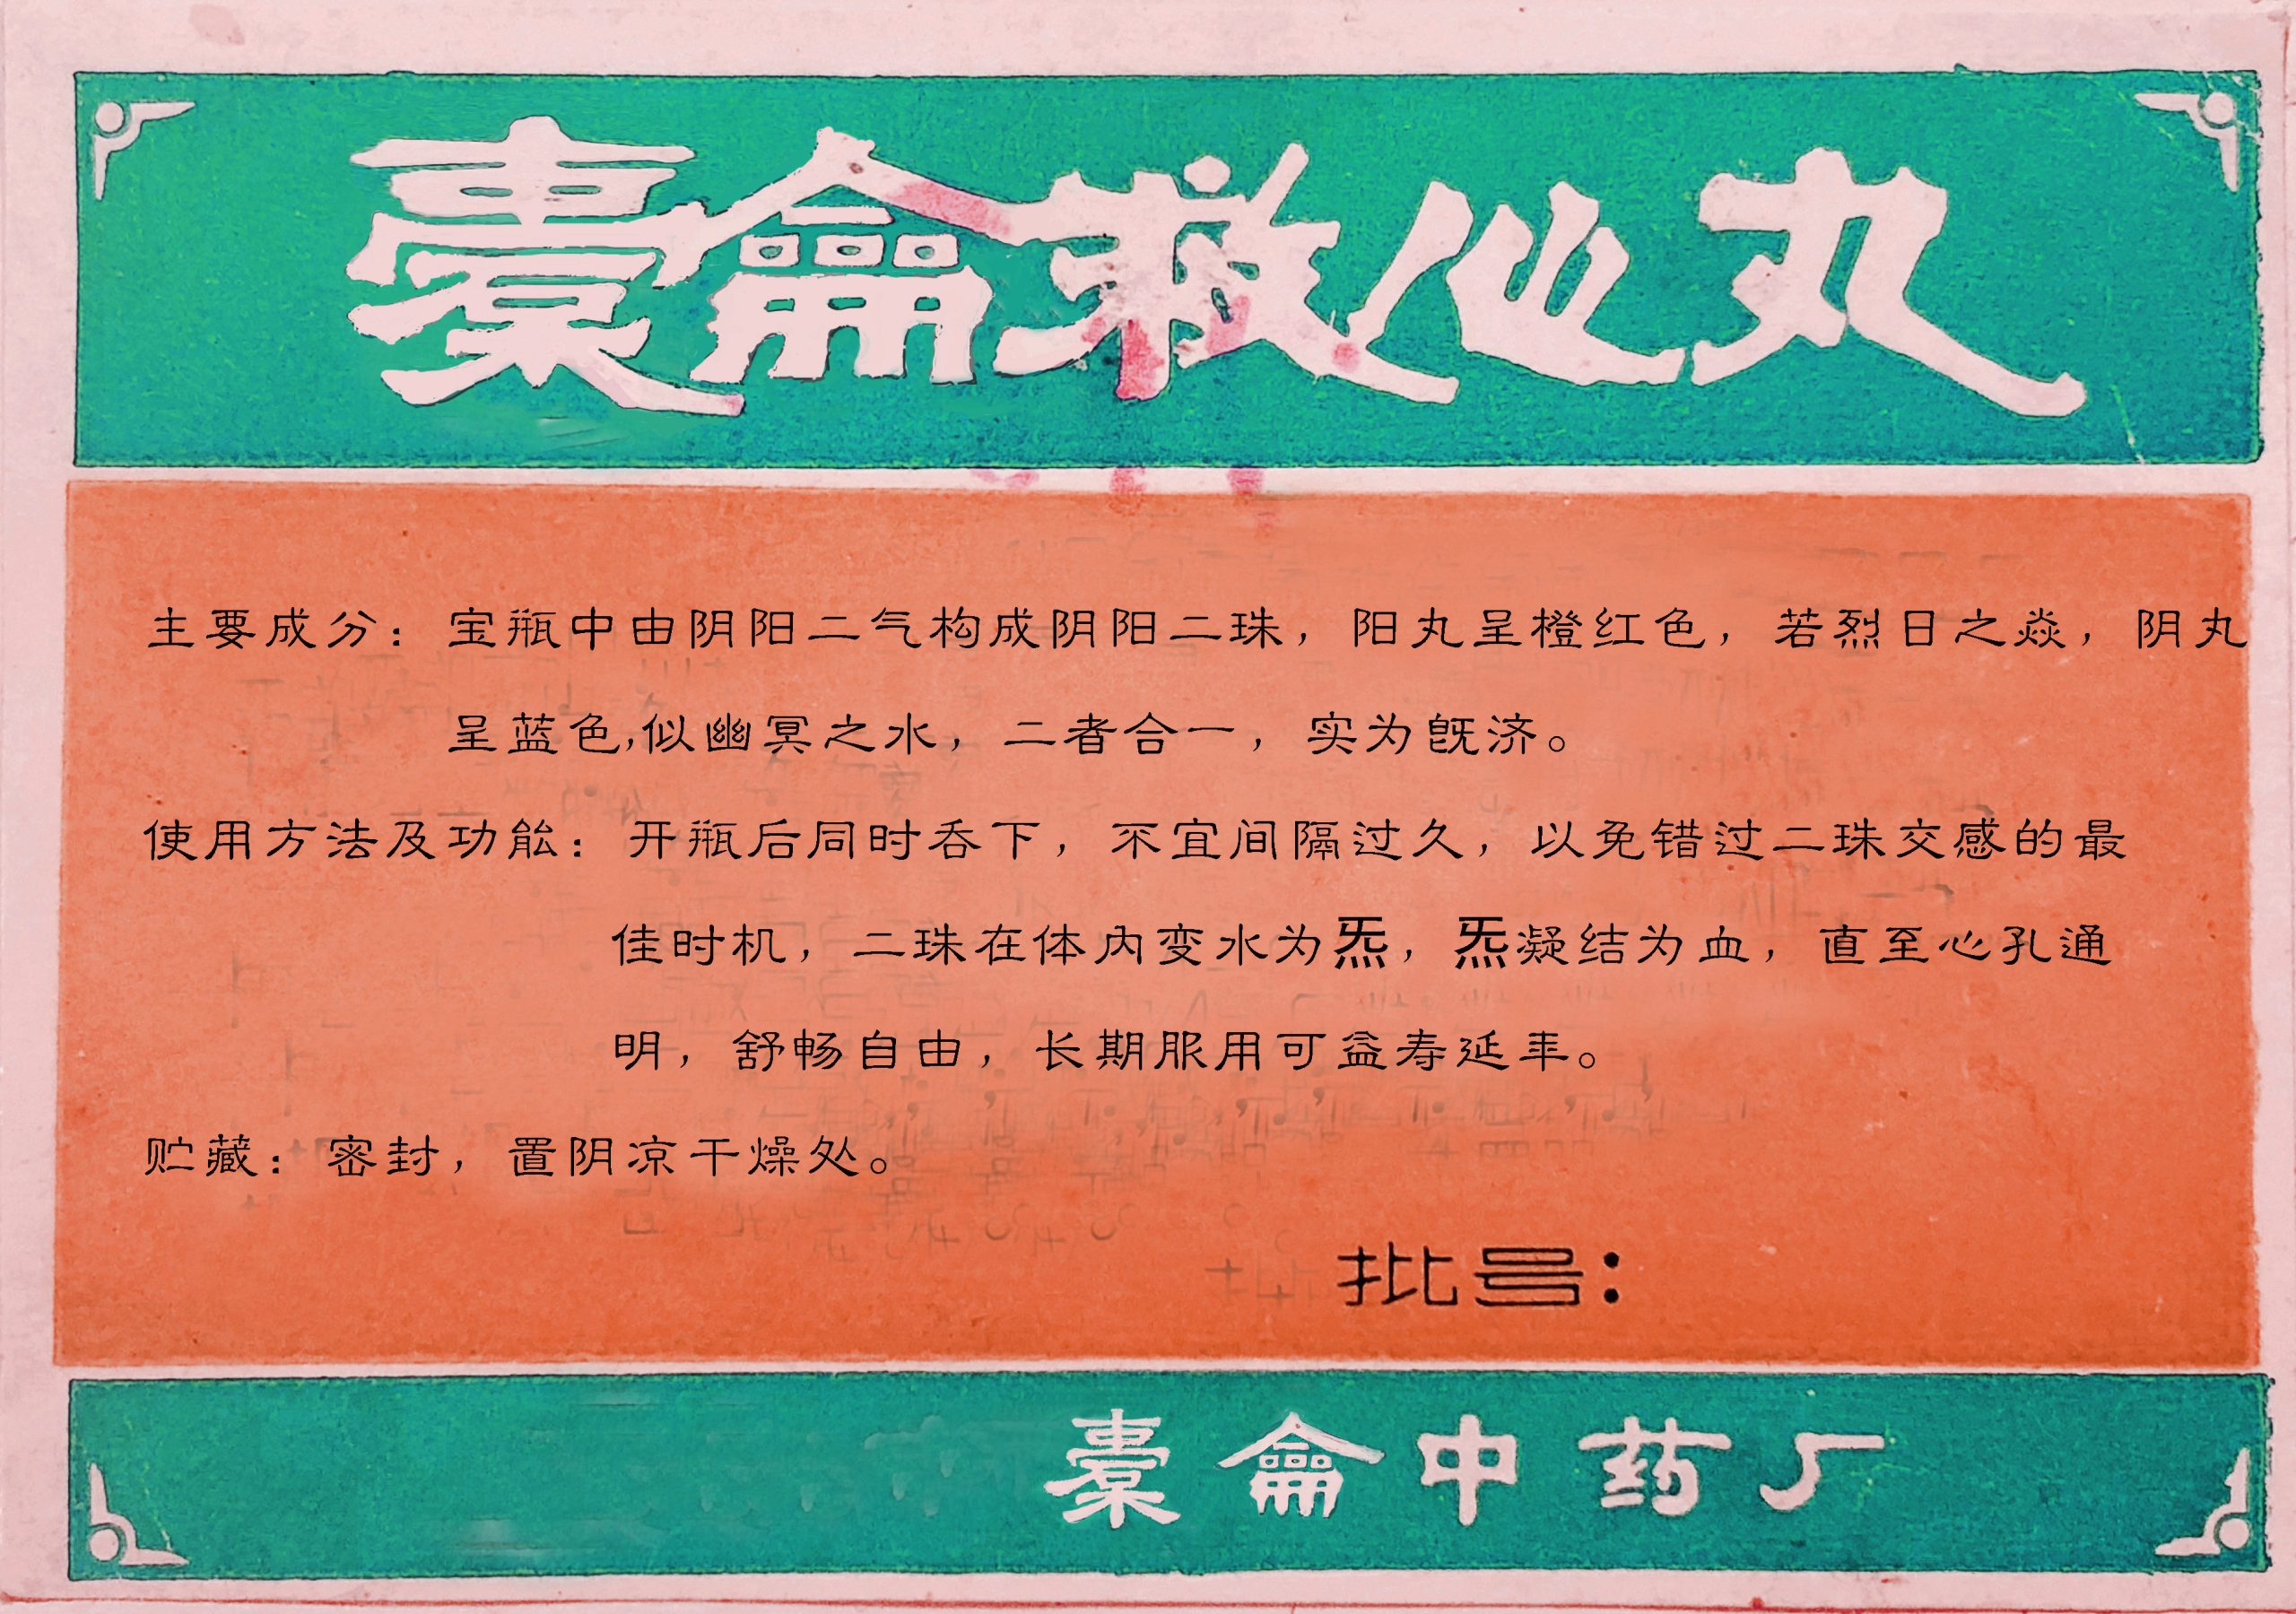 橐龠救心丸
主要成分：宝瓶中由阴阳二气构成阴阳二珠，阳丸呈橙红色，若烈日之焱，阴丸
呈蓝色,似幽冥之水，二者合一，实为既济。
使用方法及功能：开瓶后同时吞下，不宜间隔过久，以免错过二珠交感的最
佳时机，二珠在体内变水为炁，炁凝结为血，直至心孔通
明，舒畅自由，长期服用可益寿延年。
贮藏：密封，置阴凉干燥处。
批号：
橐龠中药厂